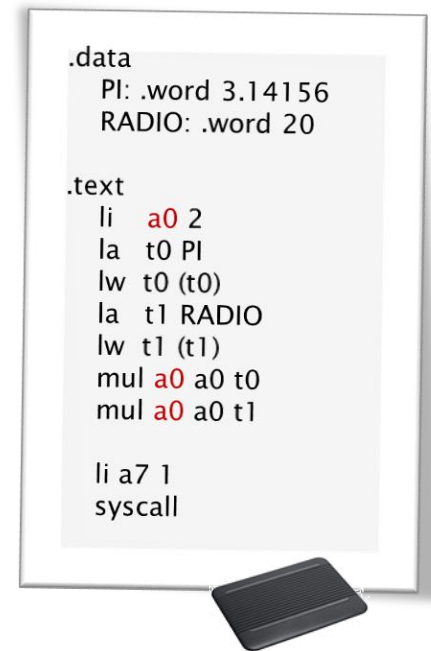 .data
PI: .word 3.14156
RADIO: .word 20
.text
li a0 2
la t0 PI
lw t0 (t0)
la t1 RADIO
lw t1 (t1)
mul a0 a0 t0
mul a0 a0 t1
li a7 1
syscall